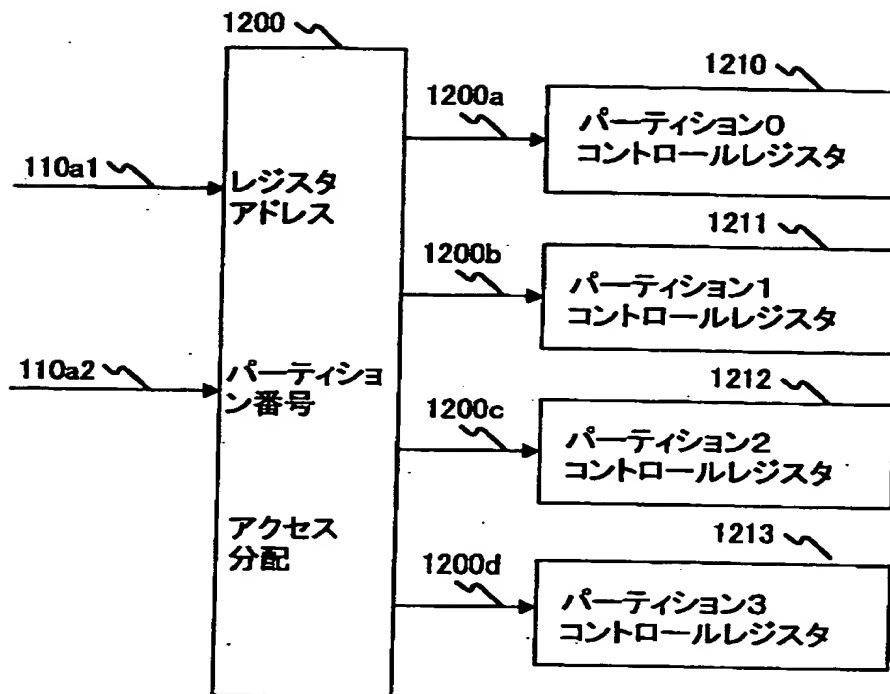 1200
110a1
レジスタ
アドレス
110a2
パーティショ
ン番号
アクセス
分配
1200a
1210
パーティション0
コントロールレジスタ
1200b
1211
パーティション1
コントロールレジスタ
1200c
1212
パーティション2
コントロールレジスタ
1200d
1213
パーティション3
コントロールレジスタ